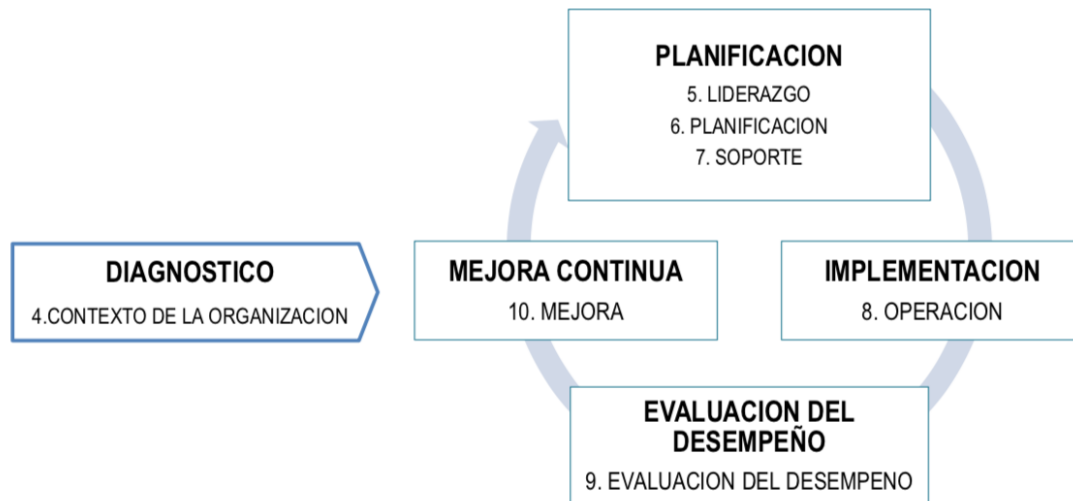 PLANIFICACION
5. LIDERAZGO
6. PLANIFICACION
7. SOPORTE
DIAGNOSTICO
4.CONTEXTO DE LA ORGANIZACION
MEJORA CONTINUA
10. MEJORA
IMPLEMENTACION
8. OPERACION
EVALUACION DEL
DESEMPEÑO
9. EVALUACION DEL DESEMPENO